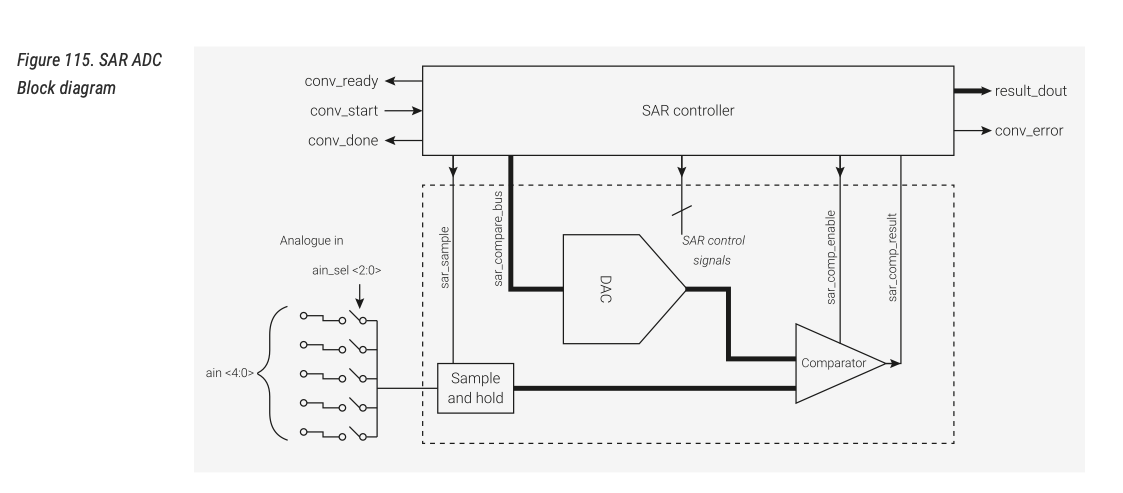 Figure 115. SAR ADC
Block diagram
conv_ready
conv_start
conv_done
SAR controller
result_dout
conv_error
sar_sample
sar_compare_bus
SAR control
signals
sar_comp_enable
sar_comp_result
Analogue in
ain_sel <2:0>
DAC
ain <4:0>
Sample
and hold
Comparator